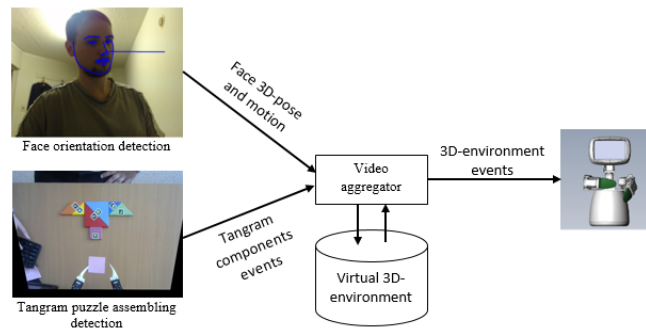 Face orientation detection
Face 3D-pose
and motion
Video
aggregator
3D-environment
events
Tangram
components
events
Virtual 3D-
environment
Tangram puzzle assembling
detection